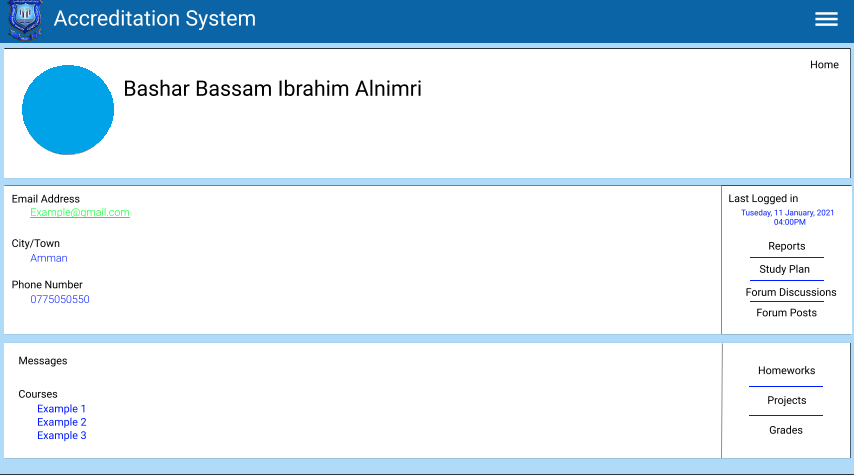 Accreditation System
Home
Bashar Bassam Ibrahim Alnimri
Email Address
Example@gmail.com
City/Town
Amman
Phone Number
0775050550
Last Logged in
Tuseday, 11 January, 2021
04:00PM
Reports
Study Plan
Forum Discussions
Forum Posts
Messages
Courses
Example 1
Example 2
Example 3
Homeworks
Projects
Grades